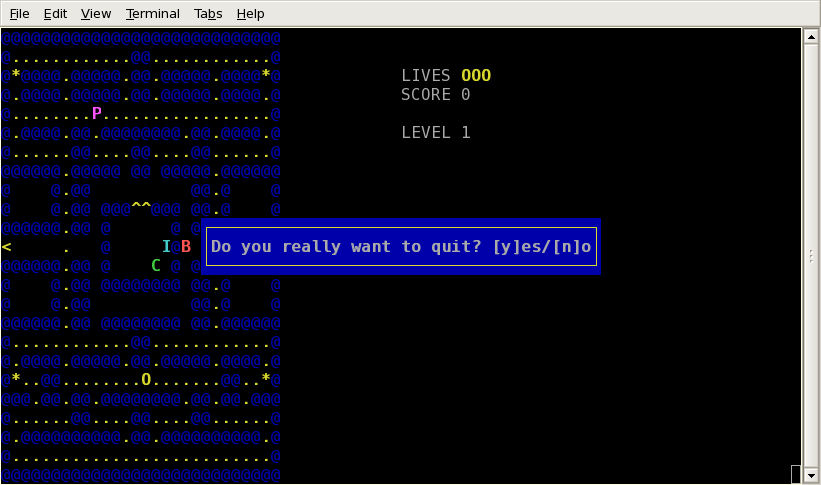 File Edit View Terminal Tabs Help
LIVES OOO
SCORE 0
LEVEL 1
P
Do you really want to quit? [y]es/[n]o
I B
C
O